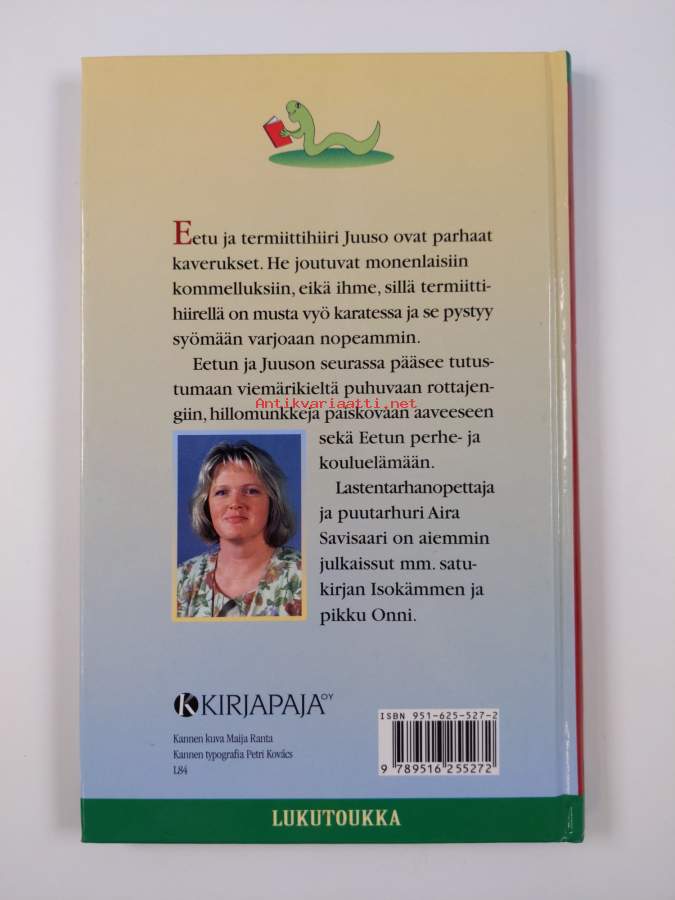 Eetu ja termiittihiiri Juuso ovat parhaat
kaverukset. He joutuvat monenlaisiin
kommelluksiin, eikä ihme, sillä termiitti-
hiirellä on musta vyö karatessa ja se pystyy
syömään varjoaan nopeammin.
Eetun ja Juuson seurassa pääsee tutus-
tumaan viemärikieltä puhuvaan rottajen-
Antikvariaatti.net
giin, hillomunkkeja paiskovaan aaveeseen
sekä Eetun perhe- ja
kouluelämään.
Lastentarhanopettaja
ja puutarhuri Aira
Savisaari on aiemmin
julkaissut mm. satu-
kirjan Isokämmen ja
pikku Onni.
K KIRJAPAJA OY
Kannen kuva Maija Ranta
Kannen typografia Petri Kovács
L84
ISBN 951-625-527-2
9 789516 255272
LUKUTOUKKA